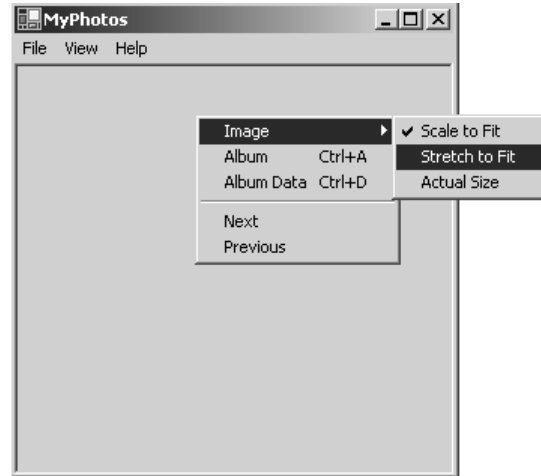 MyPhotos
File View Help
Image
Album Ctrl+A
Album Data Ctrl+D
Next
Previous
Scale to Fit
Stretch to Fit
Actual Size